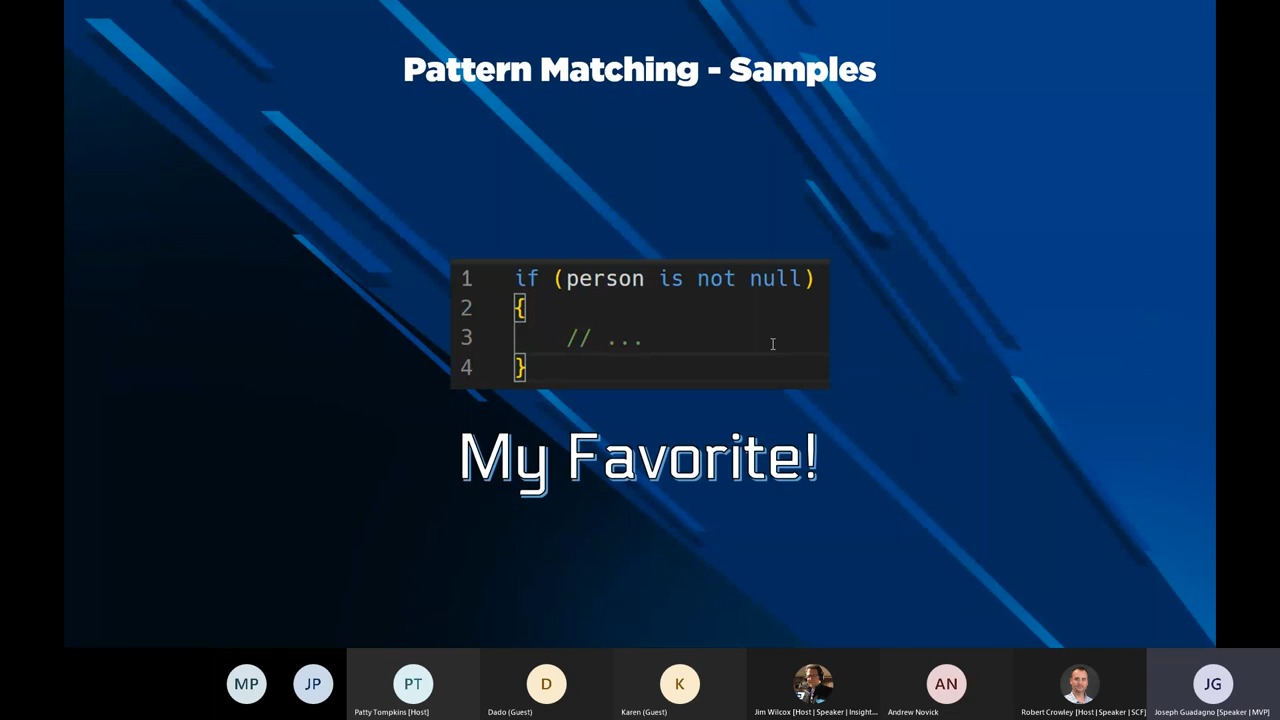 Pattern Matching - Samples
1 if (person is not null)
2 {
3 // ...
4 }
My Favorite!
MP JP PT D K AN JG
Patty Tompkins [Host] Dado (Guest) Karen (Guest) Jim Wilcox [Host | Speaker | Insight... Andrew Novick Robert Crowley [Host | Speaker | SCF] Joseph Guadagno [Speaker | MVP]